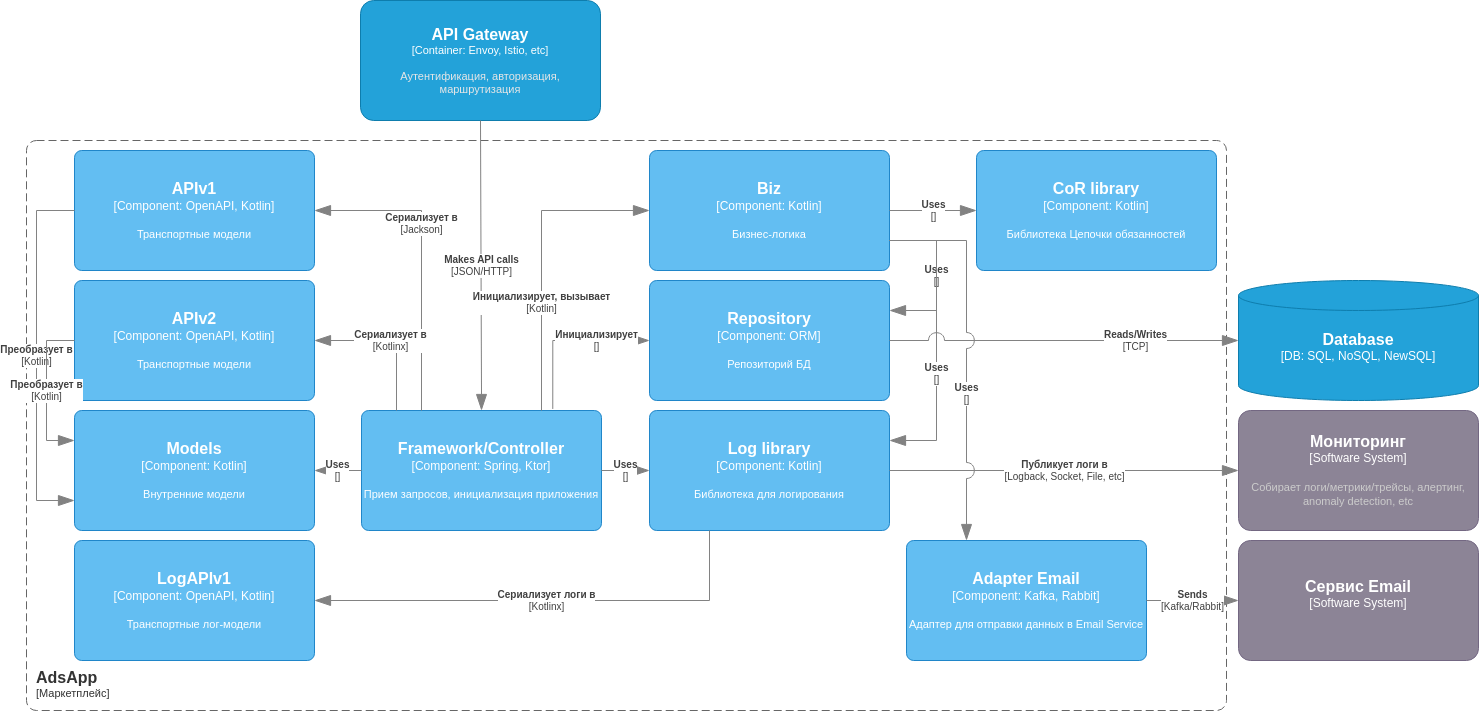 API Gateway
[Container: Envoy, Istio, etc]
Аутентификация, авторизация,
маршрутизация
APIv1
[Component: OpenAPI, Kotlin]
Транспортные модели
Сериализует в
[Jackson]
Makes API calls
[JSON/HTTP]
Biz
[Component: Kotlin]
Бизнес-логика
Uses
[]
CoR library
[Component: Kotlin]
Библиотека Цепочки обязанностей
APIv2
[Component: OpenAPI, Kotlin]
Транспортные модели
Сериализует в
[Kotlinx]
Инициализирует, вызывает
[Kotlin]
Инициализирует
[]
Repository
[Component: ORM]
Репозиторий БД
Uses
[]
Reads/Writes
[TCP]
Database
[DB: SQL, NoSQL, NewSQL]
Преобразует в
[Kotlin]
Преобразует в
[Kotlin]
Uses
[]
Uses
[]
Models
[Component: Kotlin]
Внутренние модели
Uses
[]
Framework/Controller
[Component: Spring, Ktor]
Прием запросов, инициализация приложения
Uses
[]
Log library
[Component: Kotlin]
Библиотека для логирования
Публикует логи в
[Logback, Socket, File, etc]
Мониторинг
[Software System]
Собирает логи/метрики/трейсы, алертинг,
anomaly detection, etc
LogAPIv1
[Component: OpenAPI, Kotlin]
Транспортные лог-модели
Сериализует логи в
[Kotlinx]
Adapter Email
[Component: Kafka, Rabbit]
Адаптер для отправки данных в Email Service
Sends
[Kafka/Rabbit]
Сервис Email
[Software System]
AdsApp
[Маркетплейс]